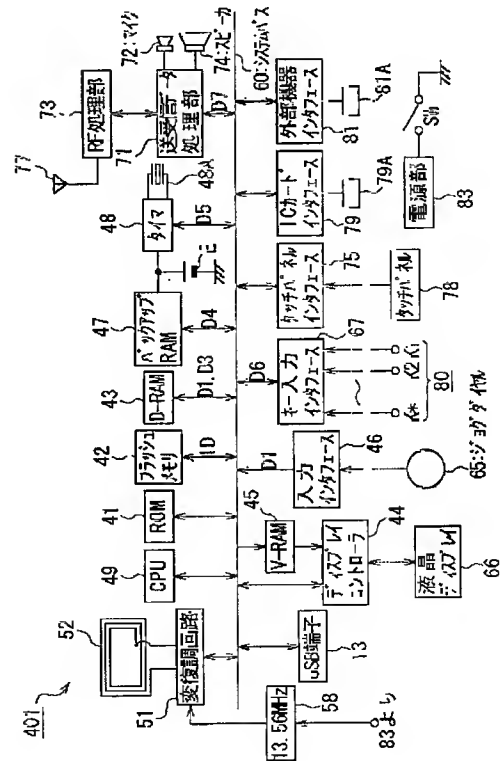 401
52
51
変復調回路
13.56MHz
58
83より
49
CPU
41
ROM
42
フラッシュ
メモリ
43
D-RAM
47
バックアップ
RAM
48
タイマ
48A
E
77
73
RF処理部
71
送受信データ
処理部
72:マイク
74:スピーカ
60:システムバス
ID
D1, D3
D4
D5
D7
USB端子
13
V-RAM
45
ディスプレイ
コントローラ
44
液晶
ディスプレイ
66
D1
入力
インタフェース
46
65:ジョグダイヤル
D6
キー入力
インタフェース
67
K1
K2
~
80
タッチパネル
インタフェース
75
タッチパネル
78
ICカード
インタフェース
79
79A
外部機器
インタフェース
81
81A
電源部
83
SW